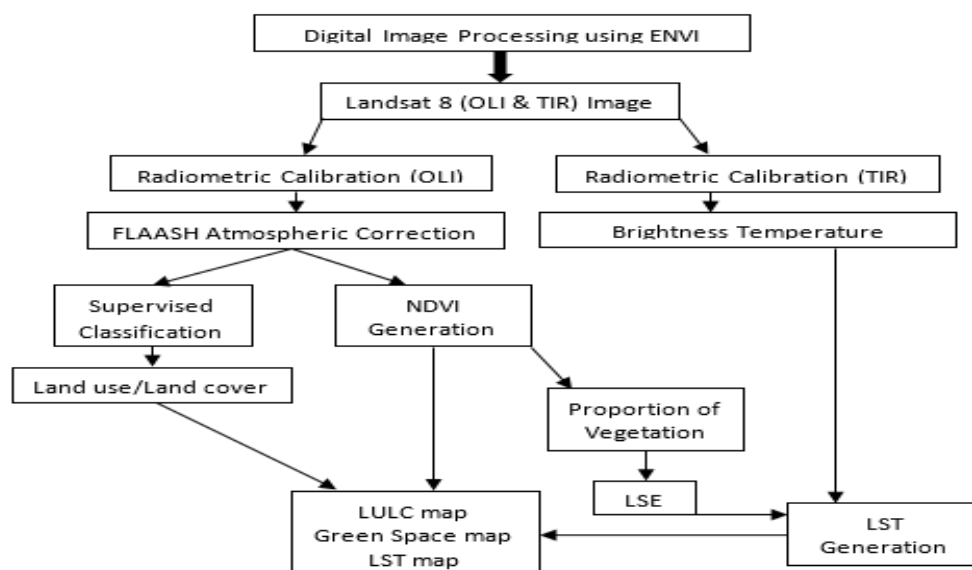 Digital Image Processing using ENVI
Landsat 8 (OLI & TIR) Image
Radiometric Calibration (OLI)
Radiometric Calibration (TIR)
FLAASH Atmospheric Correction
Brightness Temperature
Supervised
Classification
NDVI
Generation
Land use/Land cover
Proportion of
Vegetation
LSE
LULC map
Green Space map
LST map
LST
Generation